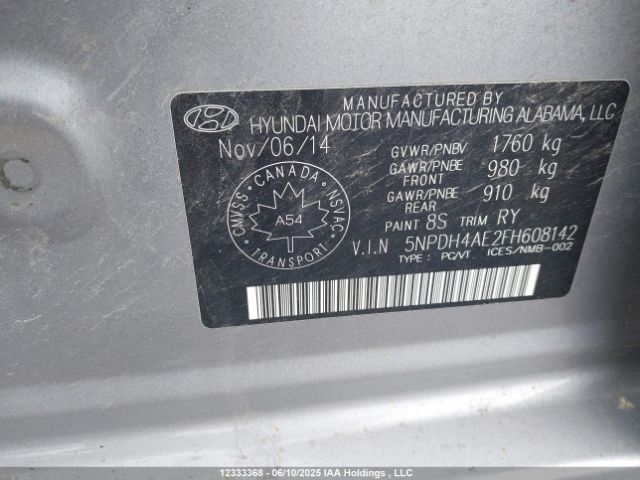 MANUFACTURED BY
HYUNDAI MOTOR MANUFACTURING ALABAMA, LLC
Nov/06/14
GVWR/PNBV 1760 kg
GAWR/PNBE FRONT 980 kg
GAWR/PNBE REAR 910 kg
PAINT 8S TRIM RY
V.I.N 5NPDH4AE2FH608142
TYPE : PC/VT ICES/NMB-002
CANADA
CMVSS NSVAC
A54
TRANSPORT
12333368 - 06/10/2025 IAA Holdings , LLC